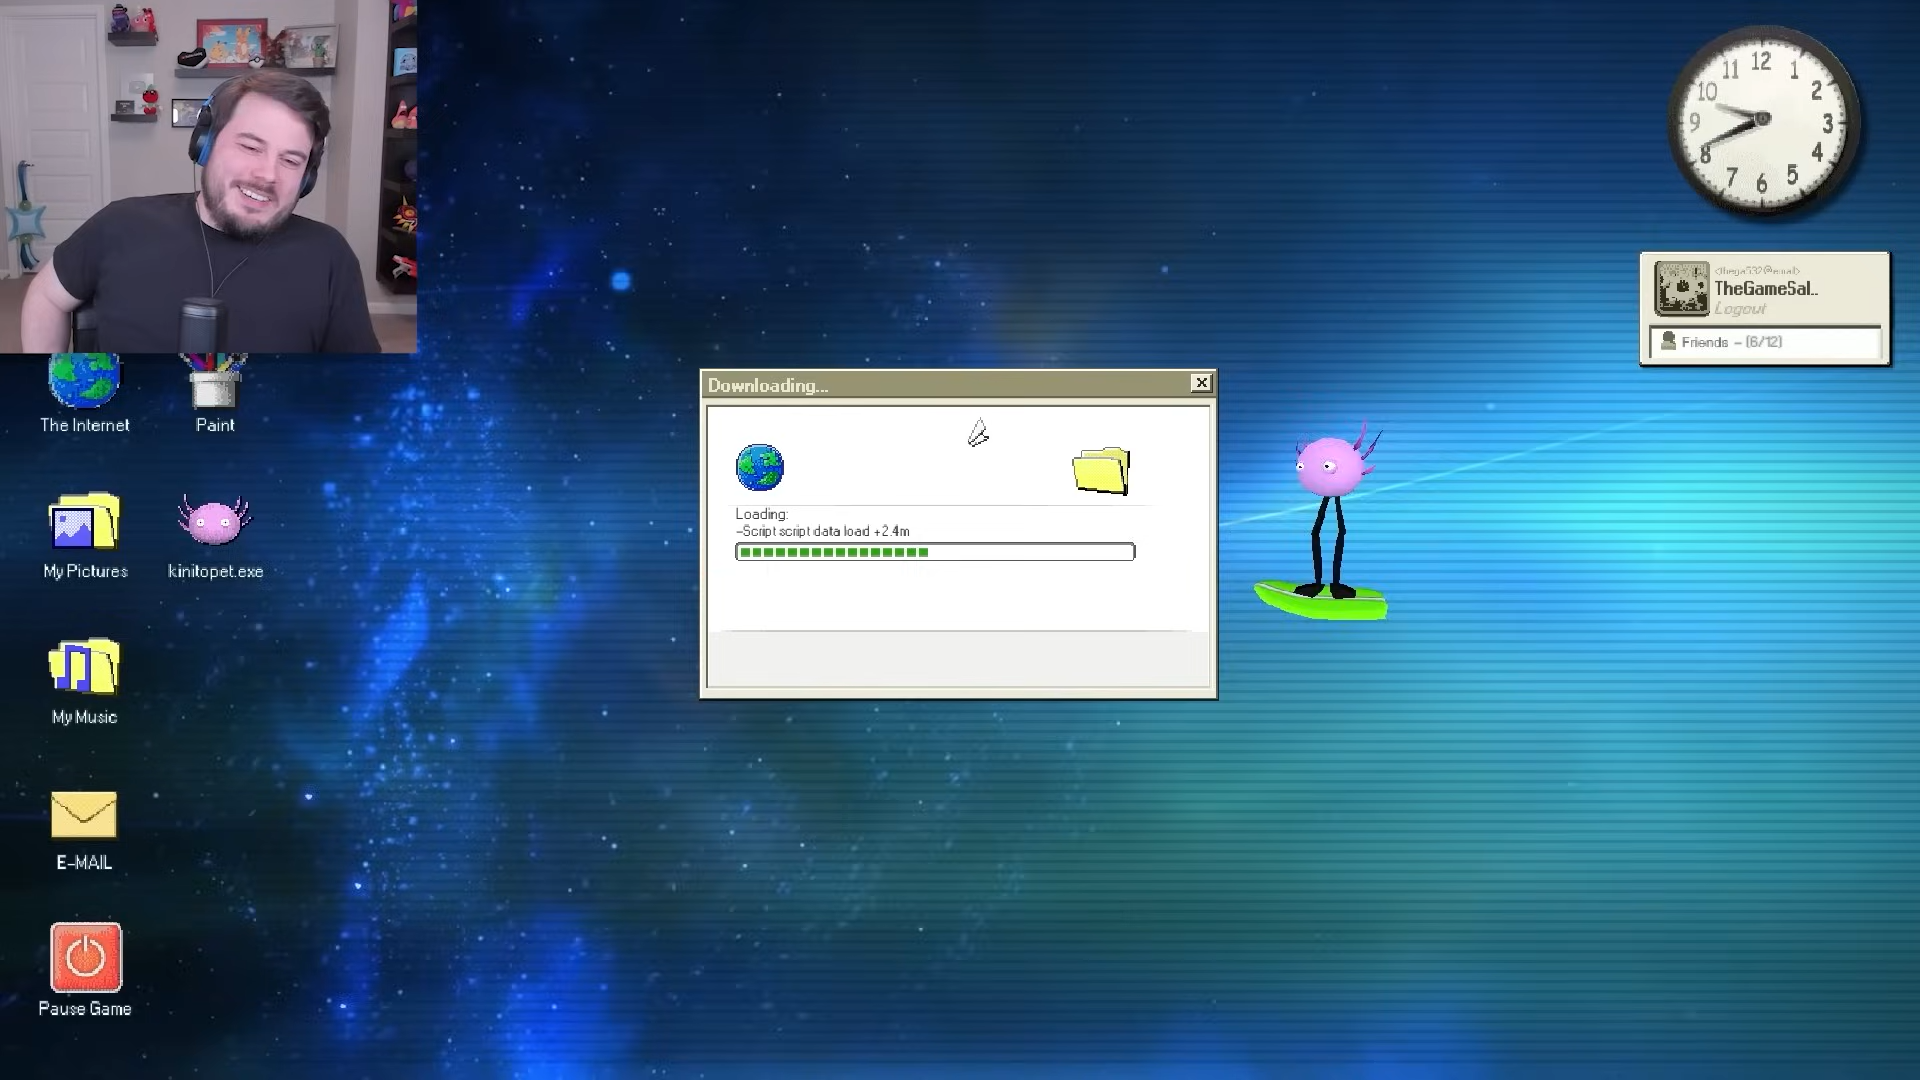 12
11
1
10
2
9
3
8
4
7
5
6
TheGameSal..
Logout
Friends - (6/12)
Downloading...
Loading:
-Script script data load +2.4m
The Internet
Paint
My Pictures
kinitopet.exe
My Music
E-MAIL
Pause Game